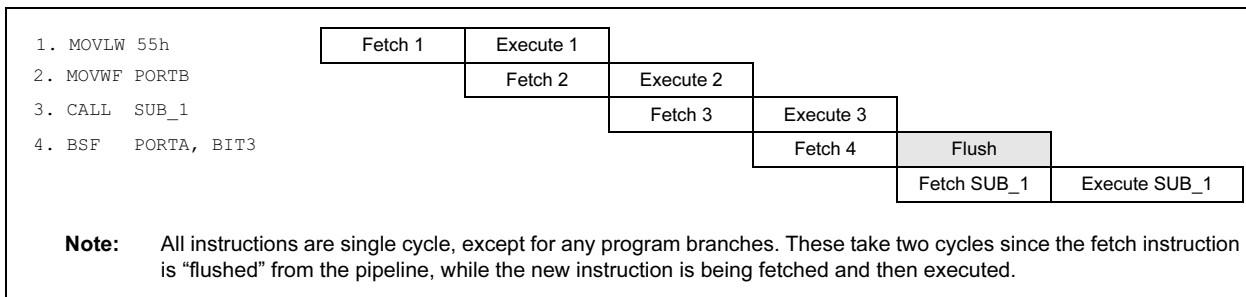 1. MOVLW 55h Fetch 1 Execute 1
2. MOVWF PORTB Fetch 2 Execute 2
3. CALL SUB_1 Fetch 3 Execute 3
4. BSF PORTA, BIT3 Fetch 4 Flush
Fetch SUB_1 Execute SUB_1
Note: All instructions are single cycle, except for any program branches. These take two cycles since the fetch instruction
is “flushed” from the pipeline, while the new instruction is being fetched and then executed.